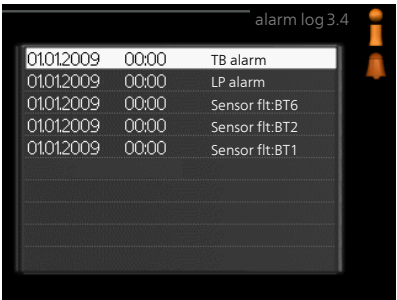 alarm log 3.4
01.01.2009 00:00 TB alarm
01.01.2009 00:00 LP alarm
01.01.2009 00:00 Sensor flt:BT6
01.01.2009 00:00 Sensor flt:BT2
01.01.2009 00:00 Sensor flt:BT1